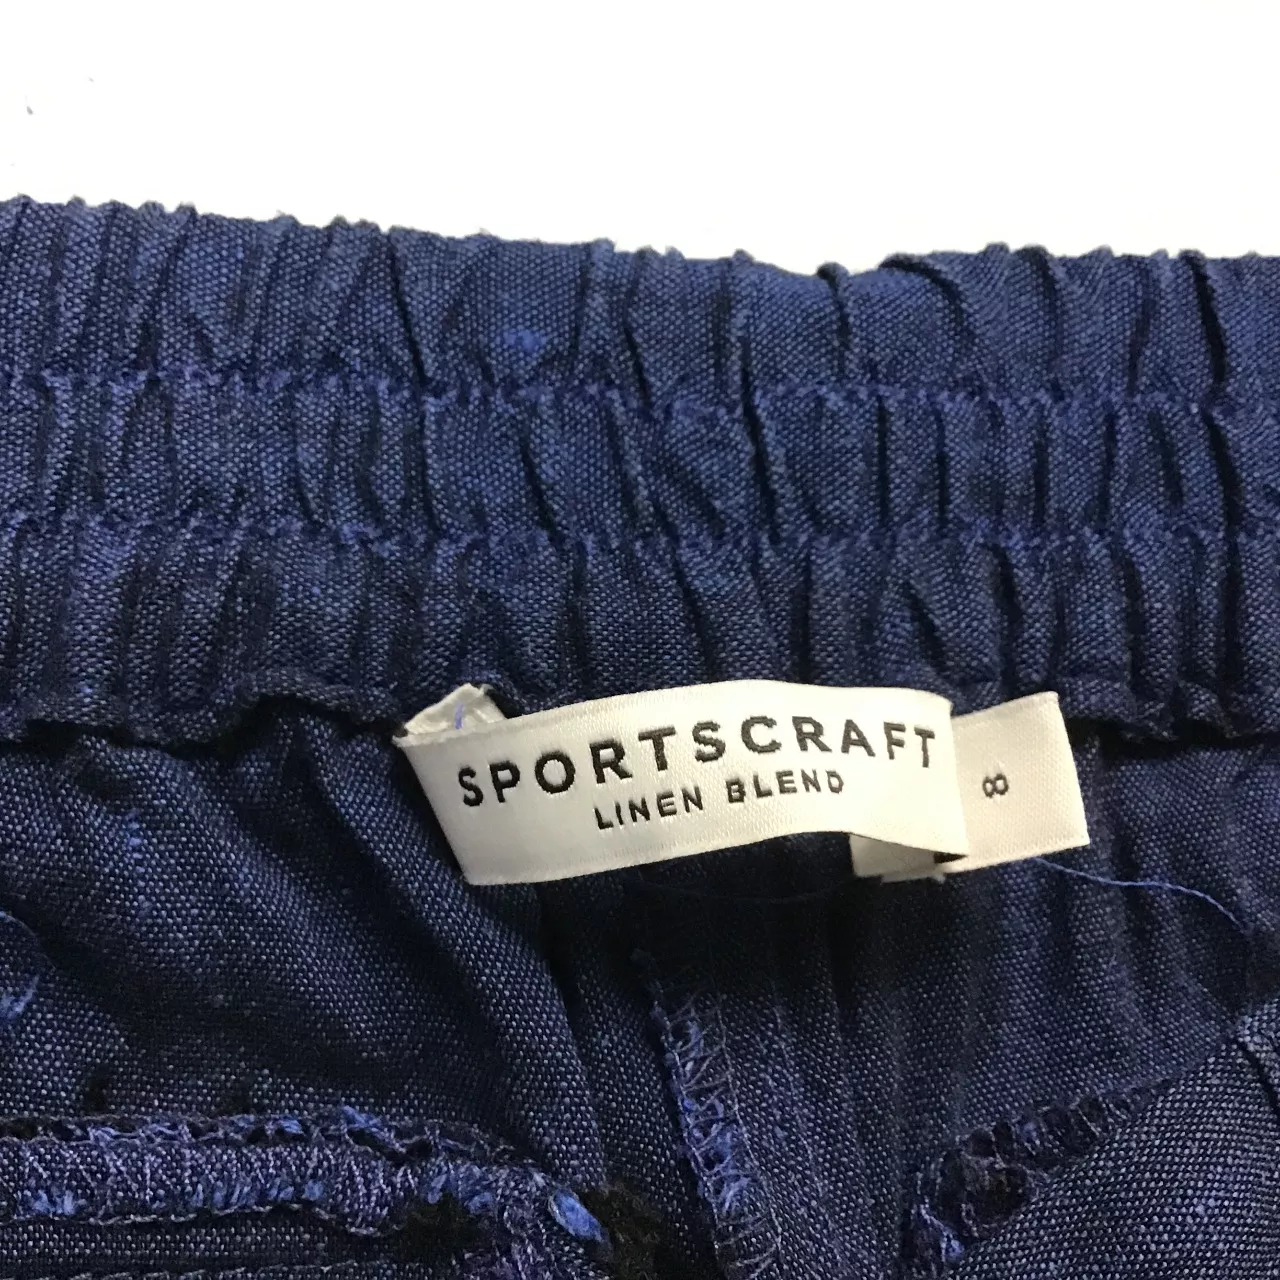 SPORTSCRAFT
LINEN BLEND
8